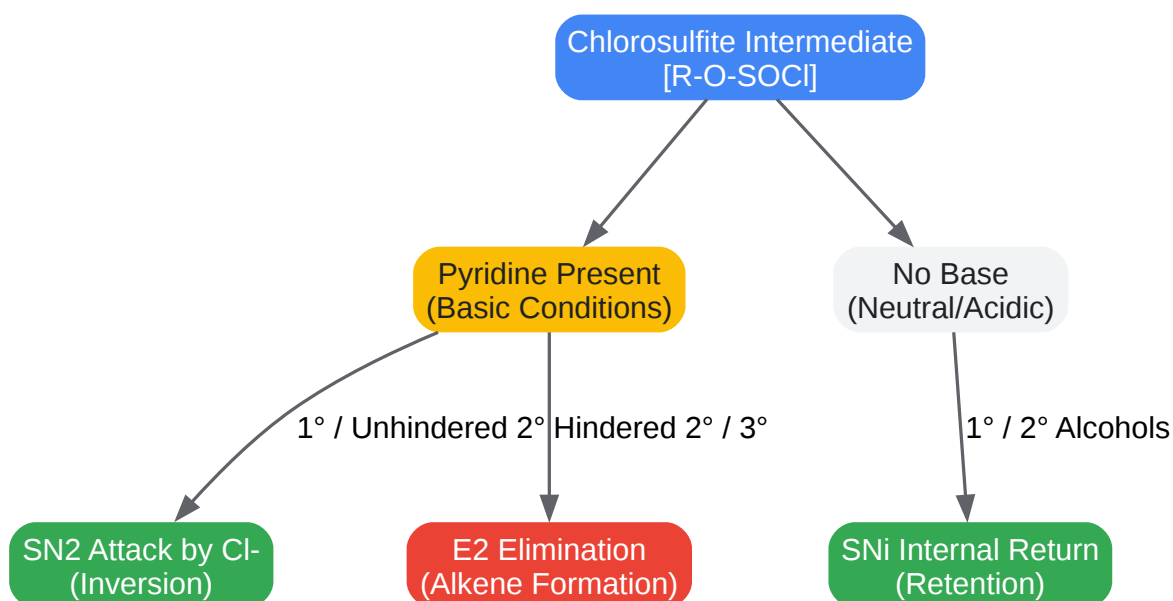 Chlorosulfite Intermediate
[R-O-SOCl]
Pyridine Present
(Basic Conditions)
No Base
(Neutral/Acidic)
1° / Unhindered 2°
Hindered 2° / 3°
1° / 2° Alcohols
SN2 Attack by Cl-
(Inversion)
E2 Elimination
(Alkene Formation)
SNi Internal Return
(Retention)